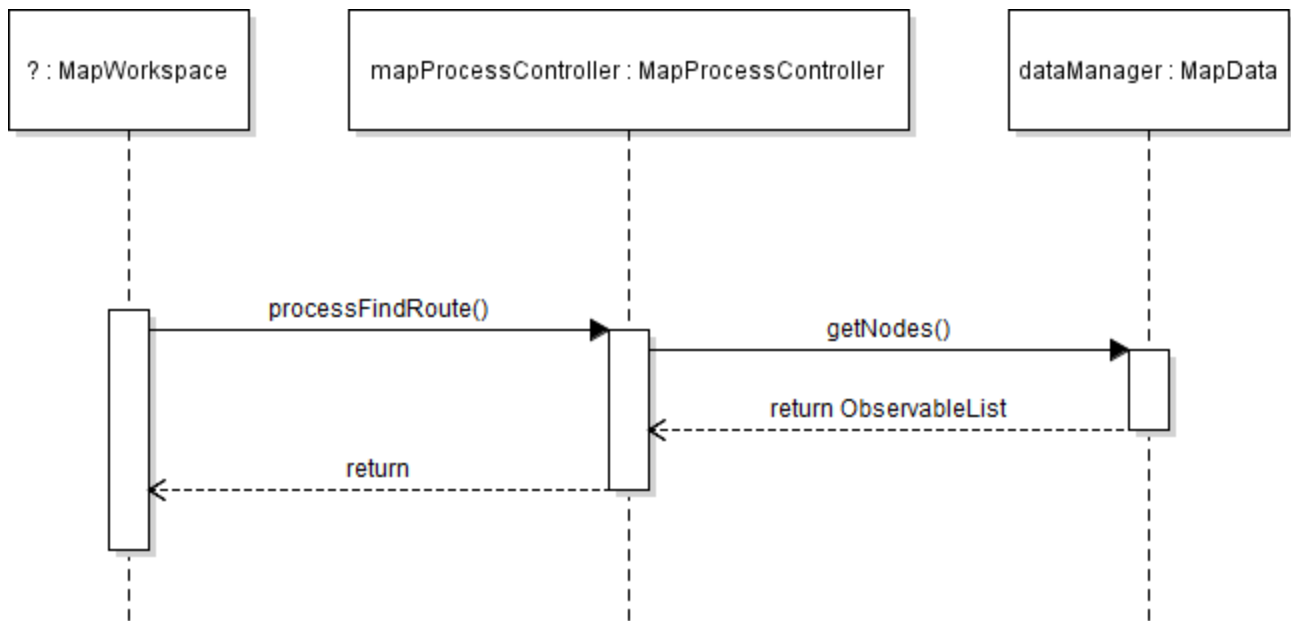 ? : MapWorkspace
mapProcessController : MapProcessController
dataManager : MapData
processFindRoute()
getNodes()
return ObservableList
return